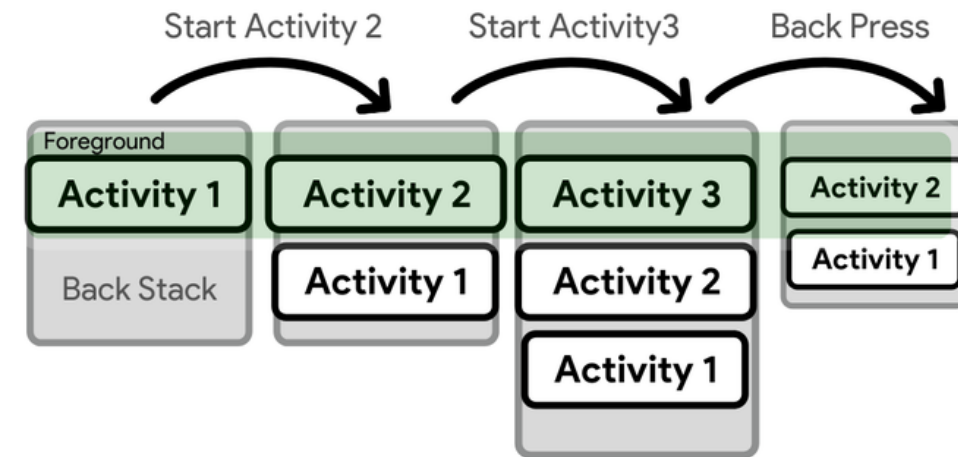 Start Activity 2
Start Activity3
Back Press
Foreground
Activity 1
Activity 2
Activity 3
Activity 2
Back Stack
Activity 1
Activity 2
Activity 1
Activity 1